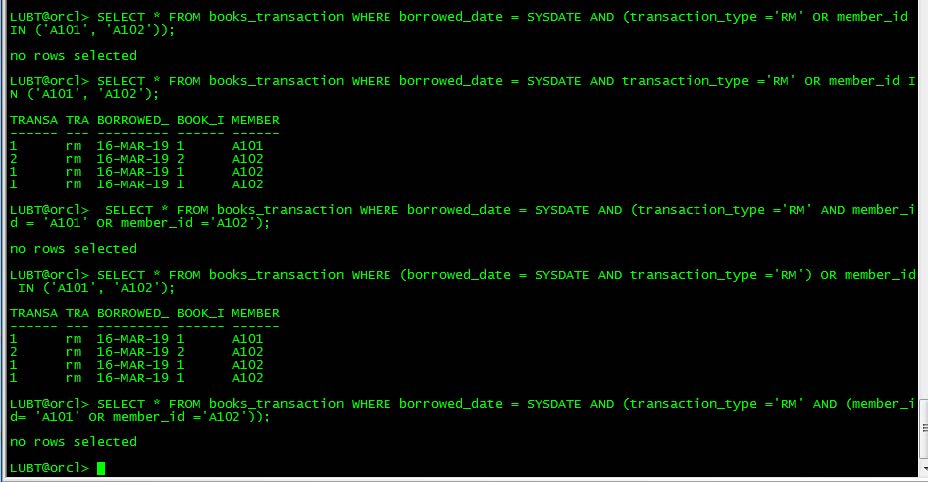 LUBT@orcl> SELECT * FROM books_transaction WHERE borrowed_date = SYSDATE AND (transaction_type ='RM' OR member_id
IN ('A101', 'A102'));
no rows selected
LUBT@orcl> SELECT * FROM books_transaction WHERE borrowed_date = SYSDATE AND transaction_type ='RM' OR member_id I
N ('A101', 'A102');
TRANSA TRA BORROWED_ BOOK_I MEMBER
------ --- --------- ------ ------
1 rm 16-MAR-19 1 A101
2 rm 16-MAR-19 2 A102
1 rm 16-MAR-19 1 A102
1 rm 16-MAR-19 1 A102
LUBT@orcl>  SELECT * FROM books_transaction WHERE borrowed_date = SYSDATE AND (transaction_type ='RM' AND member_i
d = 'A101' OR member_id ='A102');
no rows selected
LUBT@orcl> SELECT * FROM books_transaction WHERE (borrowed_date = SYSDATE AND transaction_type ='RM') OR member_id
IN ('A101', 'A102');
TRANSA TRA BORROWED_ BOOK_I MEMBER
------ --- --------- ------ ------
1 rm 16-MAR-19 1 A101
2 rm 16-MAR-19 2 A102
1 rm 16-MAR-19 1 A102
1 rm 16-MAR-19 1 A102
LUBT@orcl> SELECT * FROM books_transaction WHERE borrowed_date = SYSDATE AND (transaction_type ='RM' AND (member_i
d= 'A101' OR member_id ='A102'));
no rows selected
LUBT@orcl>